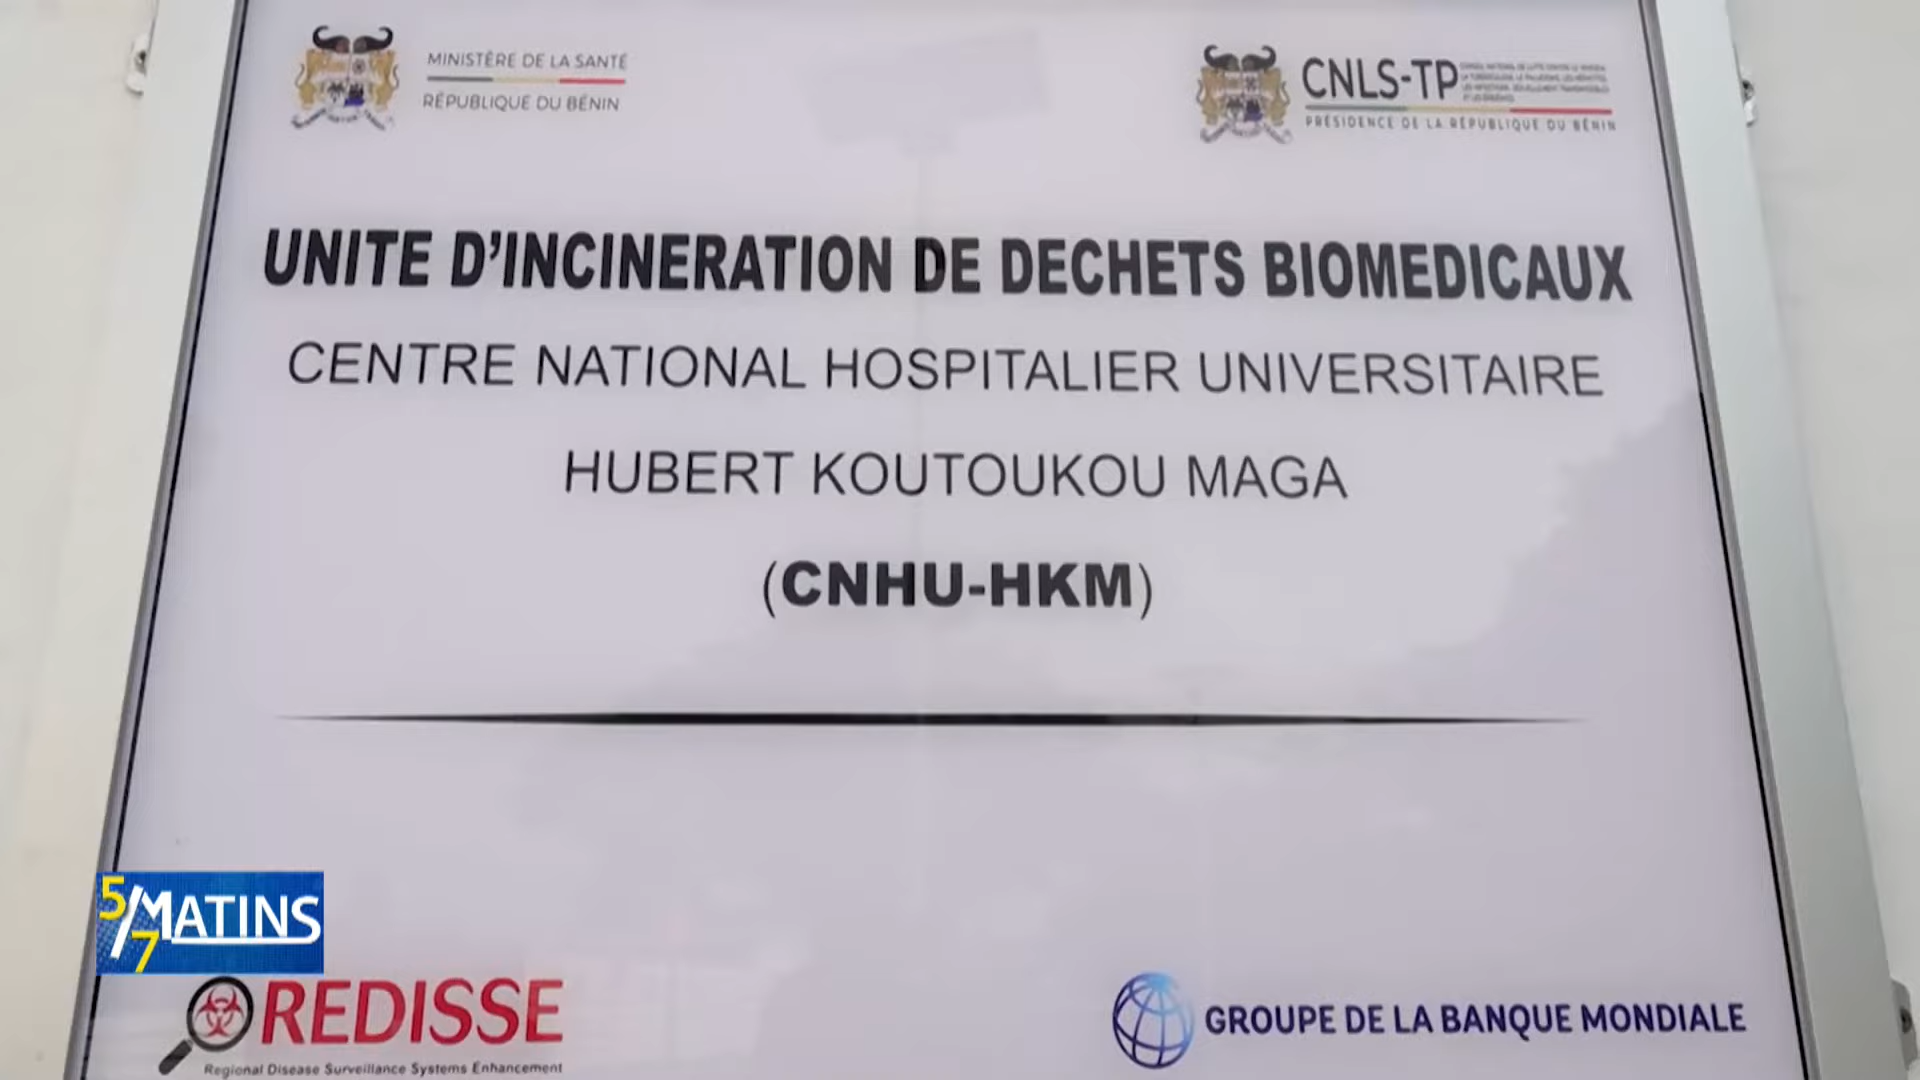 MINISTÈRE DE LA SANTÉ
RÉPUBLIQUE DU BÉNIN
CNLS-TP
PRÉSIDENCE DE LA RÉPUBLIQUE DU BÉNIN
UNITE D'INCINERATION DE DECHETS BIOMEDICAUX
CENTRE NATIONAL HOSPITALIER UNIVERSITAIRE
HUBERT KOUTOUKOU MAGA
(CNHU-HKM)
5/7 MATINS
REDISSE
Regional Disease Surveillance Systems Enhancement
GROUPE DE LA BANQUE MONDIALE